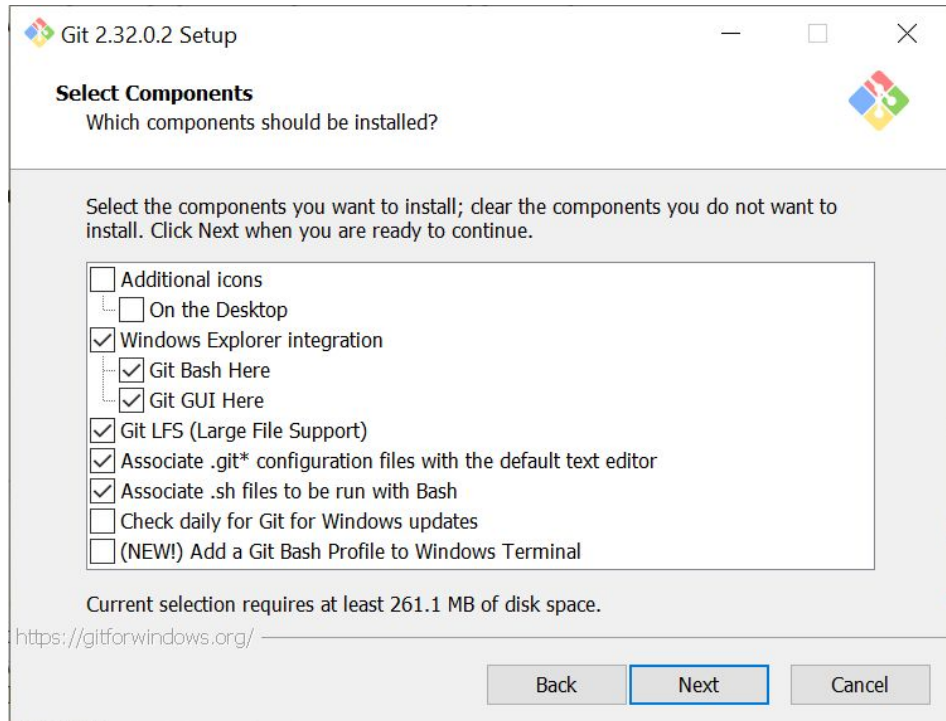 Git 2.32.0.2 Setup
Select Components
Which components should be installed?
Select the components you want to install; clear the components you do not want to
install. Click Next when you are ready to continue.
Additional icons
On the Desktop
Windows Explorer integration
Git Bash Here
Git GUI Here
Git LFS (Large File Support)
Associate .git* configuration files with the default text editor
Associate .sh files to be run with Bash
Check daily for Git for Windows updates
(NEW!) Add a Git Bash Profile to Windows Terminal
Current selection requires at least 261.1 MB of disk space.
https://gitforwindows.org/
Back Next Cancel